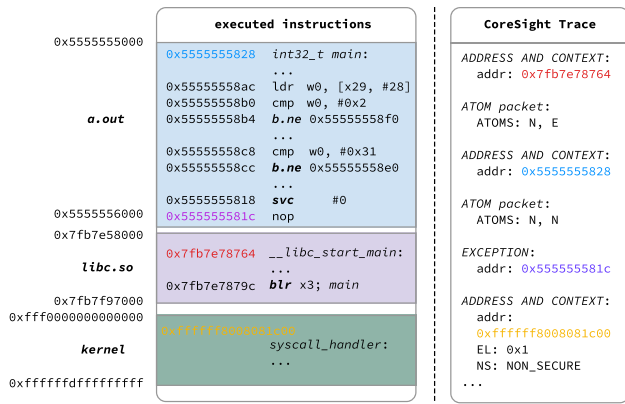 executed instructions
0x5555555000
0x5555555828 int32_t main:
...
0x55555558ac ldr w0, [x29, #28]
0x55555558b0 cmp w0, #0x2
a.out
0x55555558b4 b.ne 0x55555558f0
...
0x55555558c8 cmp w0, #0x31
0x55555558cc b.ne 0x55555558e0
...
0x5555555818 svc #0
0x5555556000
0x555555581c nop
0x7fb7e58000
0x7fb7e78764 __libc_start_main:
libc.so
...
0x7fb7e7879c blr x3; main
0x7fb7f97000
0xfff0000000000000
0xffffff8008081c00
syscall_handler:
kernel
...
0xffffffdfffffffff
CoreSight Trace
ADDRESS AND CONTEXT:
addr: 0x7fb7e78764
ATOM packet:
ATOMS: N, E
ADDRESS AND CONTEXT:
addr: 0x5555555828
ATOM packet:
ATOMS: N, N
EXCEPTION:
addr: 0x555555581c
ADDRESS AND CONTEXT:
addr:
0xffffff8008081c00
EL: 0x1
NS: NON_SECURE
...